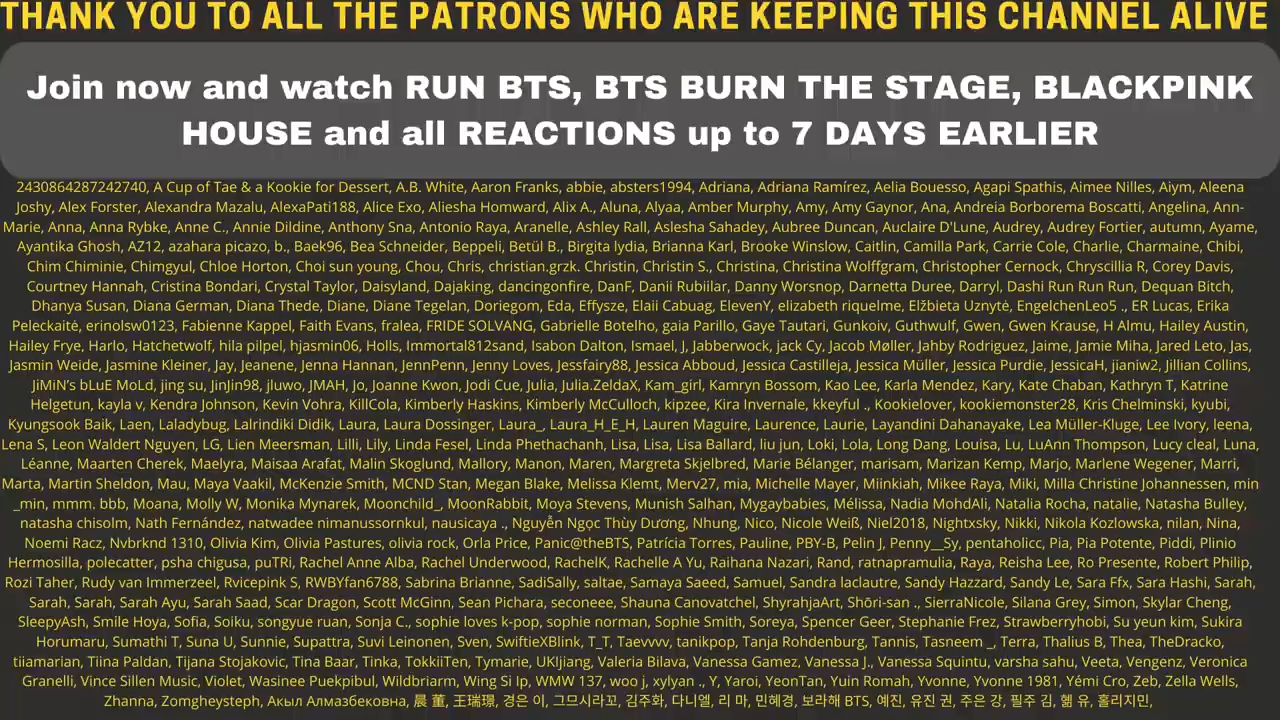 THANK YOU TO ALL THE PATRONS WHO ARE KEEPING THIS CHANNEL ALIVE
Join now and watch RUN BTS, BTS BURN THE STAGE, BLACKPINK
HOUSE and all REACTIONS up to 7 DAYS EARLIER
2430864287242740, A Cup of Tae & a Kookie for Dessert, A.B. White, Aaron Franks, abbie, absters1994, Adriana, Adriana Ramírez, Aelia Bouesso, Agapi Spathis, Aimee Nilles, Aiym, Aleena
Joshy, Alex Forster, Alexandra Mazalu, AlexaPati188, Alice Exo, Aliesha Homward, Alix A., Aluna, Alyaa, Amber Murphy, Amy, Amy Gaynor, Ana, Andreia Borborema Boscatti, Angelina, Ann-
Marie, Anna, Anna Rybke, Anne C., Annie Dildine, Anthony Sna, Antonio Raya, Aranelle, Ashley Rall, Aslesha Sahadey, Aubree Duncan, Auclaire D'Lune, Audrey, Audrey Fortier, autumn, Ayame,
Ayantika Ghosh, AZ12, azahara picazo, b., Baek96, Bea Schneider, Beppeli, Betül B., Birgita lydia, Brianna Karl, Brooke Winslow, Caitlin, Camilla Park, Carrie Cole, Charlie, Charmaine, Chibi,
Chim Chiminie, Chimgyul, Chloe Horton, Choi sun young, Chou, Chris, christian.grzk. Christin, Christin S., Christina, Christina Wolffgram, Christopher Cernock, Chryscillia R, Corey Davis,
Courtney Hannah, Cristina Bondari, Crystal Taylor, Daisyland, Dajaking, dancingonfire, DanF, Danii Rubiilar, Danny Worsnop, Darnetta Duree, Darryl, Dashi Run Run Run, Dequan Bitch,
Dhanya Susan, Diana German, Diana Thede, Diane, Diane Tegelan, Doriegom, Eda, Effysze, Elaii Cabuag, ElevenY, elizabeth riquelme, Elžbieta Uznytė, EngelchenLeo5 ., ER Lucas, Erika
Peleckaitė, erinolsw0123, Fabienne Kappel, Faith Evans, fralea, FRIDE SOLVANG, Gabrielle Botelho, gaia Parillo, Gaye Tautari, Gunkoiv, Guthwulf, Gwen, Gwen Krause, H Almu, Hailey Austin,
Hailey Frye, Harlo, Hatchetwolf, hila pilpel, hjasmin06, Holls, Immortal812sand, Isabon Dalton, Ismael, J, Jabberwock, jack Cy, Jacob Møller, Jahby Rodriguez, Jaime, Jamie Miha, Jared Leto, Jas,
Jasmin Weide, Jasmine Kleiner, Jay, Jeanene, Jenna Hannan, JennPenn, Jenny Loves, Jessfairy88, Jessica Abboud, Jessica Castilleja, Jessica Müller, Jessica Purdie, JessicaH, jianiw2, Jillian Collins,
JiMiN's bLuE MoLd, jing su, JinJin98, jluwo, JMAH, Jo, Joanne Kwon, Jodi Cue, Julia, Julia.ZeldaX, Kam_girl, Kamryn Bossom, Kao Lee, Karla Mendez, Kary, Kate Chaban, Kathryn T, Katrine
Helgetun, kayla v, Kendra Johnson, Kevin Vohra, KillCola, Kimberly Haskins, Kimberly McCulloch, kipzee, Kira Invernale, kkeyful ., Kookielover, kookiemonster28, Kris Chelminski, kyubi,
Kyungsook Baik, Laen, Laladybug, Lalrindiki Didik, Laura, Laura Dossinger, Laura_, Laura_H_E_H, Lauren Maguire, Laurence, Laurie, Layandini Dahanayake, Lea Müller-Kluge, Lee Ivory, leena,
Lena S, Leon Waldert Nguyen, LG, Lien Meersman, Lilli, Lily, Linda Fesel, Linda Phethachanh, Lisa, Lisa, Lisa Ballard, liu jun, Loki, Lola, Long Dang, Louisa, Lu, LuAnn Thompson, Lucy cleal, Luna,
Léanne, Maarten Cherek, Maelyra, Maisaa Arafat, Malin Skoglund, Mallory, Manon, Maren, Margreta Skjelbred, Marie Bélanger, marisam, Marizan Kemp, Marjo, Marlene Wegener, Marri,
Marta, Martin Sheldon, Mau, Maya Vaakil, McKenzie Smith, MCND Stan, Megan Blake, Melissa Klemt, Merv27, mia, Michelle Mayer, Miinkiah, Mikee Raya, Miki, Milla Christine Johannessen, min
_min, mmm. bbb, Moana, Molly W, Monika Mynarek, Moonchild_, MoonRabbit, Moya Stevens, Munish Salhan, Mygaybabies, Mélissa, Nadia MohdAli, Natalia Rocha, natalie, Natasha Bulley,
natasha chisolm, Nath Fernández, natwadee nimanussornkul, nausicaya ., Nguyễn Ngọc Thùy Dương, Nhung, Nico, Nicole Weiß, Niel2018, Nightxsky, Nikki, Nikola Kozlowska, nilan, Nina,
Noemi Racz, Nvbrknd 1310, Olivia Kim, Olivia Pastures, olivia rock, Orla Price, Panic@theBTS, Patrícia Torres, Pauline, PBY-B, Pelin J, Penny__Sy, pentaholicc, Pia, Pia Potente, Piddi, Plinio
Hermosilla, polecatter, psha chigusa, puTRi, Rachel Anne Alba, Rachel Underwood, RachelK, Rachelle A Yu, Raihana Nazari, Rand, ratnapramulia, Raya, Reisha Lee, Ro Presente, Robert Philip,
Rozi Taher, Rudy van Immerzeel, Rvicepink S, RWBYfan6788, Sabrina Brianne, SadiSally, saltae, Samaya Saeed, Samuel, Sandra laclautre, Sandy Hazzard, Sandy Le, Sara Ffx, Sara Hashi, Sarah,
Sarah, Sarah, Sarah Ayu, Sarah Saad, Scar Dragon, Scott McGinn, Sean Pichara, seconeee, Shauna Canovatchel, ShyrahjaArt, Shōri-san ., SierraNicole, Silana Grey, Simon, Skylar Cheng,
SleepyAsh, Smile Hoya, Sofia, Soiku, songyue ruan, Sonja C., sophie loves k-pop, sophie norman, Sophie Smith, Soreya, Spencer Geer, Stephanie Frez, Strawberryhobi, Su yeun kim, Sukira
Horumaru, Sumathi T, Suna U, Sunnie, Supattra, Suvi Leinonen, Sven, SwiftieXBlink, T_T, Taevvvv, tanikpop, Tanja Rohdenburg, Tannis, Tasneem _, Terra, Thalius B, Thea, TheDracko,
tiiamarian, Tiina Paldan, Tijana Stojakovic, Tina Baar, Tinka, TokkiiTen, Tymarie, UKIjiang, Valeria Bilava, Vanessa Gamez, Vanessa J., Vanessa Squintu, varsha sahu, Veeta, Vengenz, Veronica
Granelli, Vince Sillen Music, Violet, Wasinee Puekpibul, Wildbriarm, Wing Si Ip, WMW 137, woo j, xylyan ., Y, Yaroi, YeonTan, Yuin Romah, Yvonne, Yvonne 1981, Yémi Cro, Zeb, Zella Wells,
Zhanna, Zomgheysteph, Акыл Алмазбековна, 晨 董, 王瑞璟, 경은 이, 그므시라꼬, 김주화, 다니엘, 리 마, 민혜경, 보라해 BTS, 예진, 유진 권, 주은 강, 필주 김, 혬 유, 홀리지민,